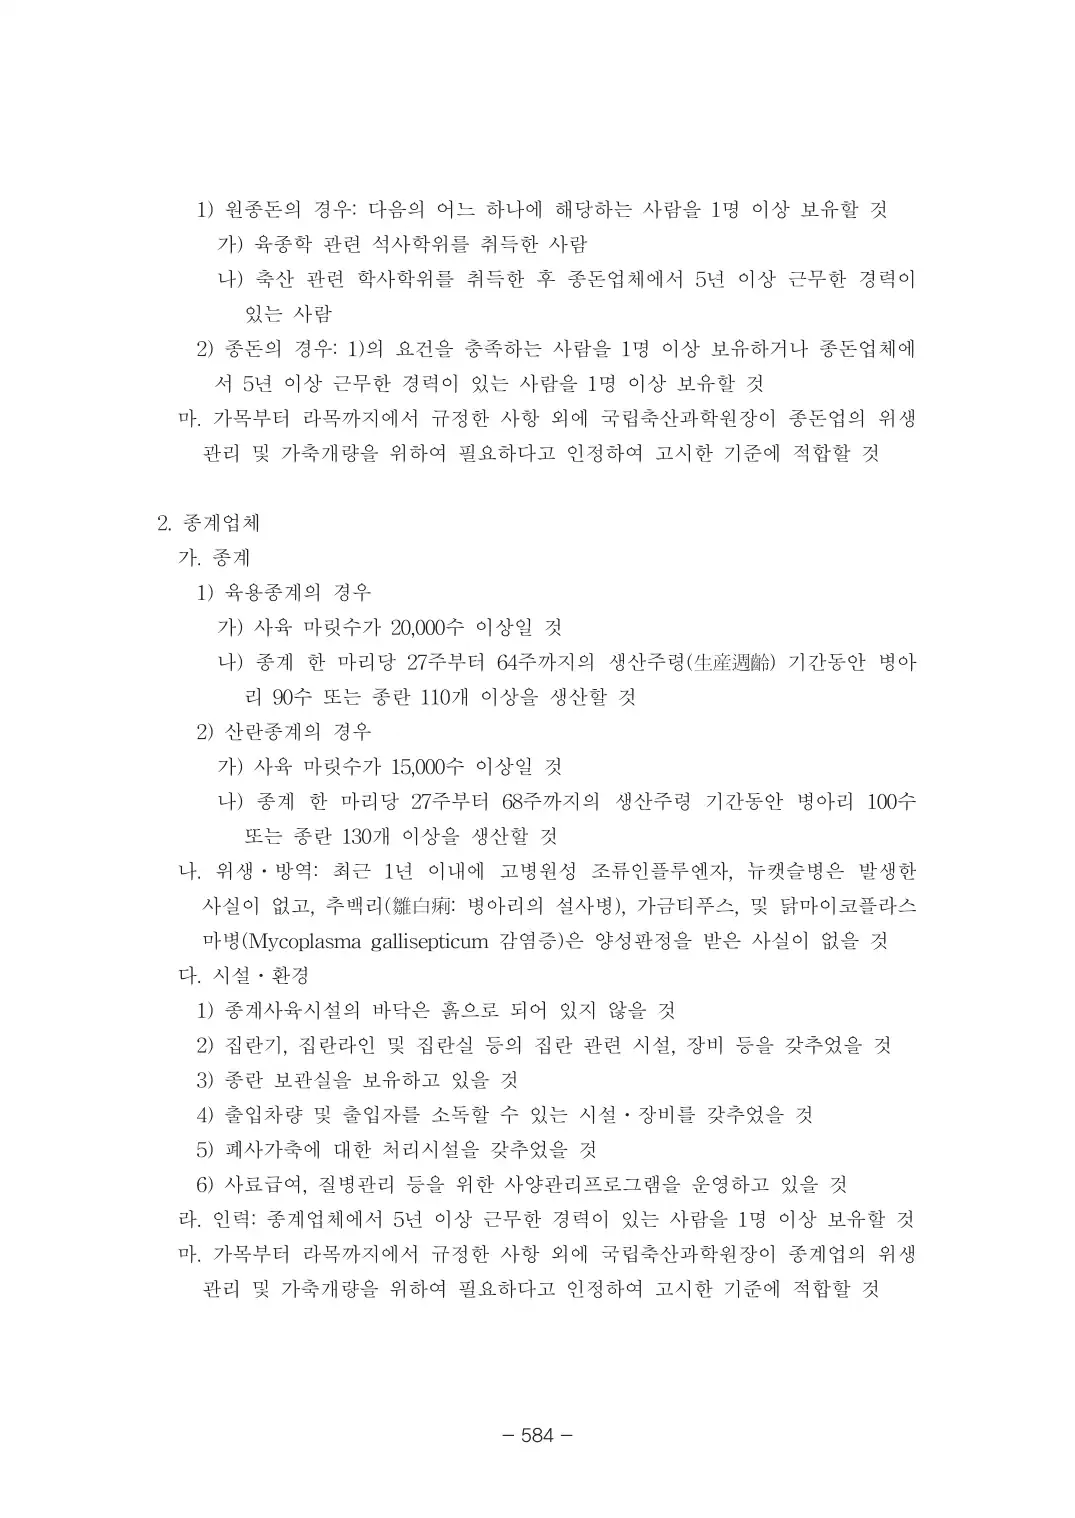 1) 원종돈의 경우: 다음의 어느 하나에 해당하는 사람을 1명 이상 보유할 것
가) 육종학 관련 석사학위를 취득한 사람
나) 축산 관련 학사학위를 취득한 후 종돈업체에서 5년 이상 근무한 경력이
있는 사람
2) 종돈의 경우: 1)의 요건을 충족하는 사람을 1명 이상 보유하거나 종돈업체에
서 5년 이상 근무한 경력이 있는 사람을 1명 이상 보유할 것
마. 가목부터 라목까지에서 규정한 사항 외에 국립축산과학원장이 종돈업의 위생
관리 및 가축개량을 위하여 필요하다고 인정하여 고시한 기준에 적합할 것
2. 종계업체
가. 종계
1) 육용종계의 경우
가) 사육 마릿수가 20,000수 이상일 것
나) 종계 한 마리당 27주부터 64주까지의 생산주령(生産週齡) 기간동안 병아
리 90수 또는 종란 110개 이상을 생산할 것
2) 산란종계의 경우
가) 사육 마릿수가 15,000수 이상일 것
나) 종계 한 마리당 27주부터 68주까지의 생산주령 기간동안 병아리 100수
또는 종란 130개 이상을 생산할 것
나. 위생・방역: 최근 1년 이내에 고병원성 조류인플루엔자, 뉴캣슬병은 발생한
사실이 없고, 추백리(雛白痢: 병아리의 설사병), 가금티푸스, 및 닭마이코플라스
마병(Mycoplasma gallisepticum 감염증)은 양성판정을 받은 사실이 없을 것
다. 시설・환경
1) 종계사육시설의 바닥은 흙으로 되어 있지 않을 것
2) 집란기, 집란라인 및 집란실 등의 집란 관련 시설, 장비 등을 갖추었을 것
3) 종란 보관실을 보유하고 있을 것
4) 출입차량 및 출입자를 소독할 수 있는 시설・장비를 갖추었을 것
5) 폐사가축에 대한 처리시설을 갖추었을 것
6) 사료급여, 질병관리 등을 위한 사양관리프로그램을 운영하고 있을 것
라. 인력: 종계업체에서 5년 이상 근무한 경력이 있는 사람을 1명 이상 보유할 것
마. 가목부터 라목까지에서 규정한 사항 외에 국립축산과학원장이 종계업의 위생
관리 및 가축개량을 위하여 필요하다고 인정하여 고시한 기준에 적합할 것
- 584 -